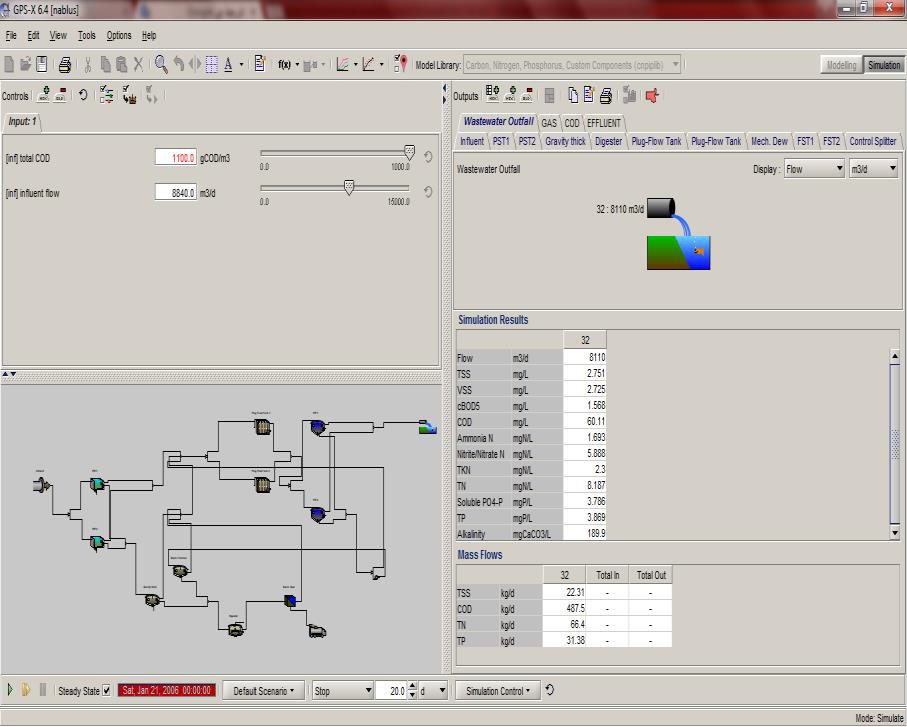 GPS-X 6.4 [nablus]
File Edit View Tools Options Help
f(x) Model Library: Carbon, Nitrogen, Phosphorus, Custom Components (cnpiplib) Modelling Simulation
Controls
Input: 1
[inf] total COD 1100.0 gCOD/m3 0.0 1000.0
[inf] influent flow 8840.0 m3/d 0.0 15000.0
Outputs
Wastewater Outfall GAS COD EFFLUENT
Influent PST1 PST2 Gravity thick Digester Plug-Flow Tank Plug-Flow Tank Mech. Dew FST1 FST2 Control Splitter
Wastewater Outfall Display : Flow m3/d
32 : 8110 m3/d
Simulation Results
32
Flow m3/d 8110
TSS mg/L 2.751
VSS mg/L 2.725
cBOD5 mg/L 1.568
COD mg/L 60.11
Ammonia N mgN/L 1.693
Nitrite/Nitrate N mgN/L 5.888
TKN mgN/L 2.3
TN mgN/L 8.187
Soluble PO4-P mgP/L 3.786
TP mgP/L 3.869
Alkalinity mgCaCO3/L 189.9
Mass Flows
32 Total In Total Out
TSS kg/d 22.31 - -
COD kg/d 487.5 - -
TN kg/d 66.4 - -
TP kg/d 31.38 - -
Steady State Sat, Jan 21, 2006 00:00:00 Default Scenario Stop 20.0 d Simulation Control
Mode: Simulate